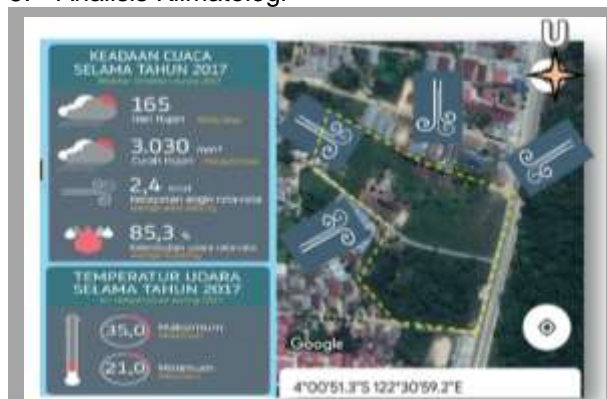 KEADAAN CUACA
SELAMA TAHUN 2017
165
Hari Hujan
3.030 mm³
Curah Hujan
2,4 knot
Kecepatan angin rata-rata
85,3 %
Kelembaban udara rata-rata
TEMPERATUR UDARA
SELAMA TAHUN 2017
35,0 Maksimum
21,0 Minimum
U
Google
4°00'51.3"S 122°30'59.2"E